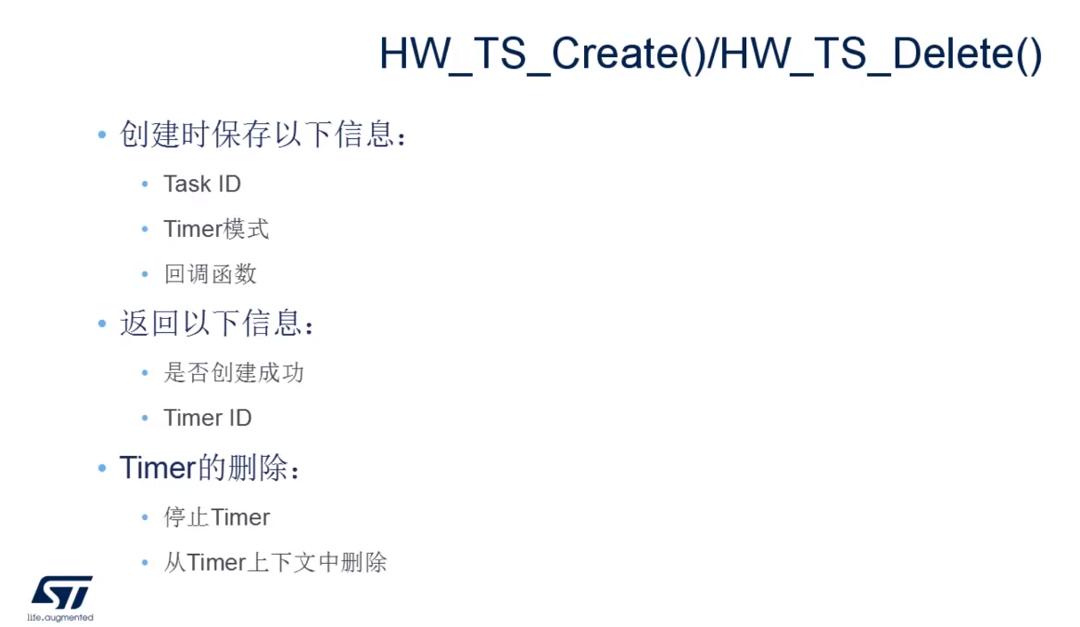 HW_TS_Create()/HW_TS_Delete()
• 创建时保存以下信息：
• Task ID
• Timer模式
• 回调函数
• 返回以下信息：
• 是否创建成功
• Timer ID
• Timer的删除：
• 停止Timer
• 从Timer上下文中删除
ST
life.augmented